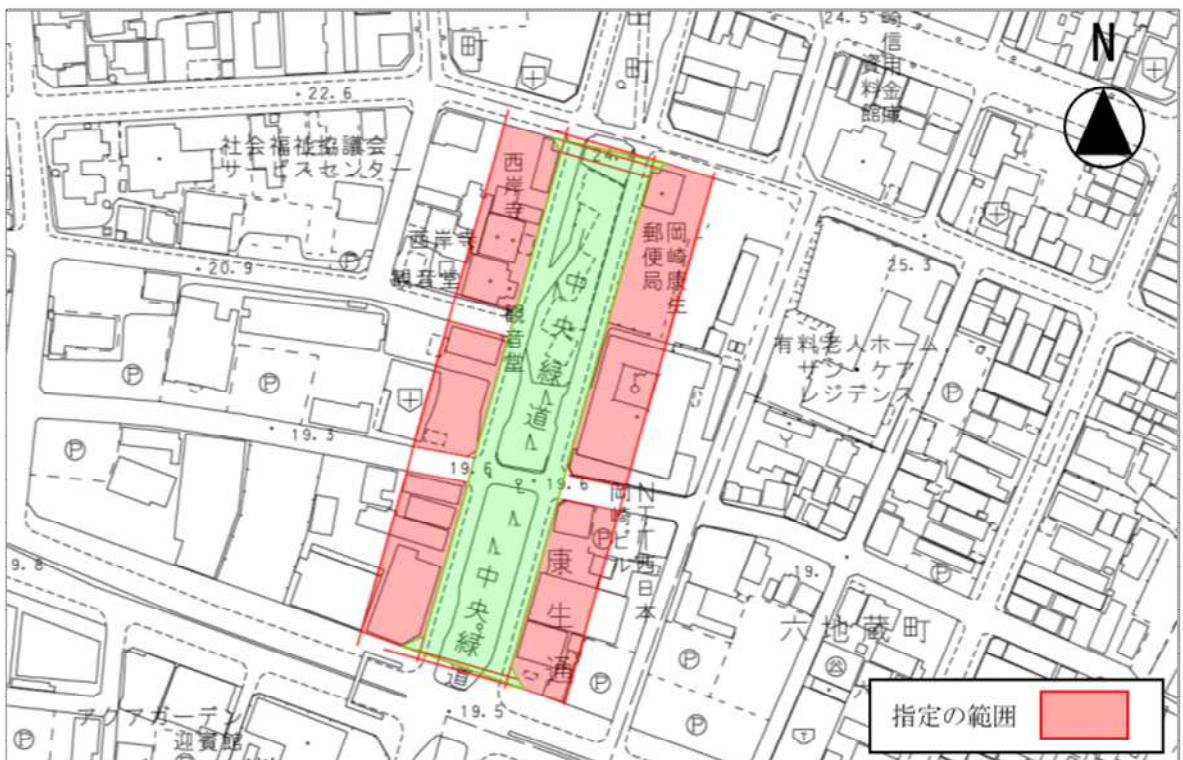 24.5
岡崎信用金庫
資料館
N
町
町
22.6
社会福祉協議会
サービスセンター
西岸寺
西岸寺
観音堂
観音堂
岡崎康生
郵便局
中央緑道
20.9
25.3
有料老人ホーム
サン・ケア
レジデンス
P
P
P
P
P
19.3
19.6
19.6
NTT西日本
岡崎ビル
P
康生通
中央緑道
9.8
19.
P
六地蔵町
P
P
P
19.5
アクアガーデン
迎賓館
P
指定の範囲